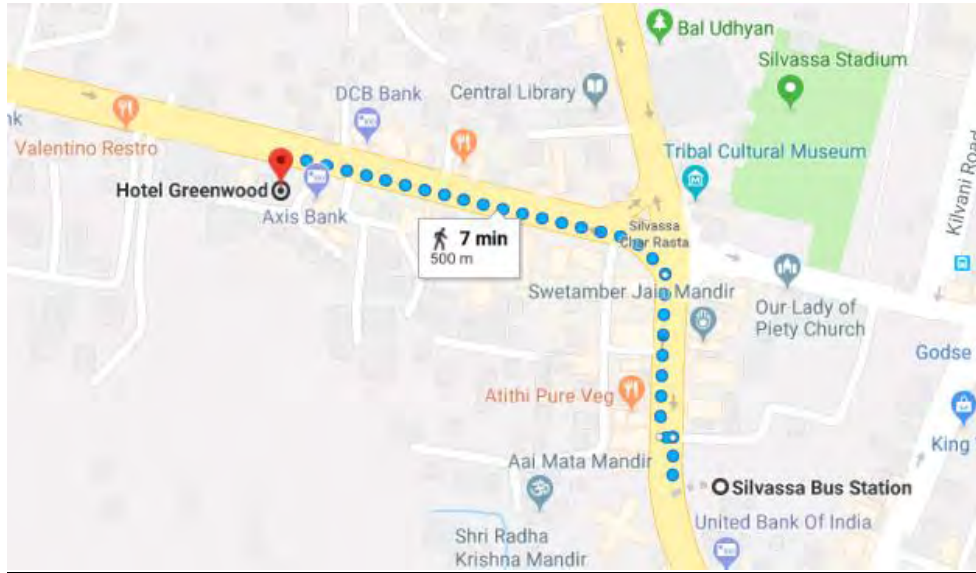 Bal Udhyan
Silvassa Stadium
DCB Bank
Central Library
Valentino Restro
Tribal Cultural Museum
Kilvani Road
Hotel Greenwood
Axis Bank
7 min
500 m
Silvassa
Char Rasta
Swetamber Jain Mandir
Our Lady of
Piety Church
Godse
Atithi Pure Veg
King
Aai Mata Mandir
Silvassa Bus Station
United Bank Of India
Shri Radha
Krishna Mandir